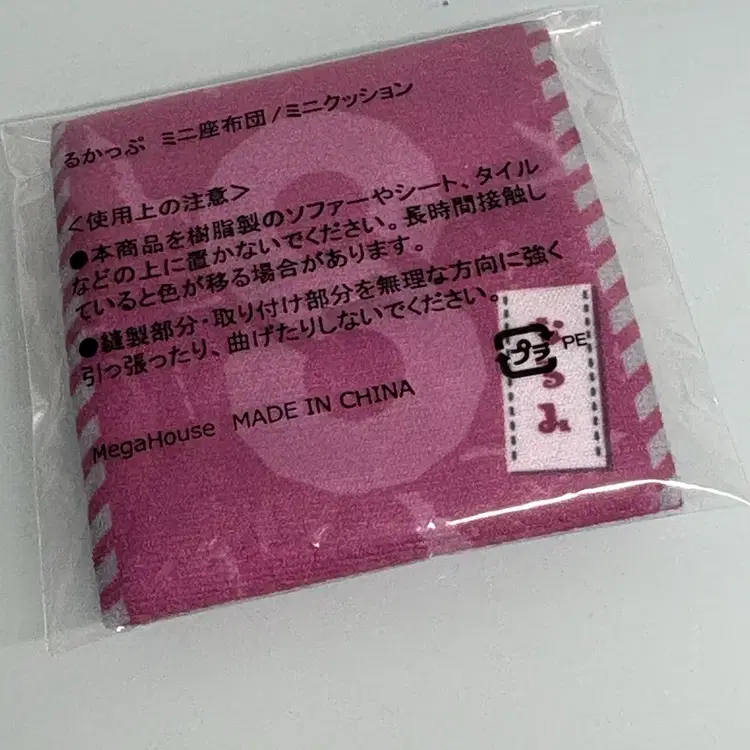 るかっぷ ミニ座布団/ミニクッション
<使用上の注意>
●本商品を樹脂製のソファーやシート、タイル
などの上に置かないでください。長時間接触し
ていると色が移る場合があります。
●縫製部分・取り付け部分を無理な方向に強く
引っ張ったり、曲げたりしないでください。
プラ PE
MegaHouse MADE IN CHINA